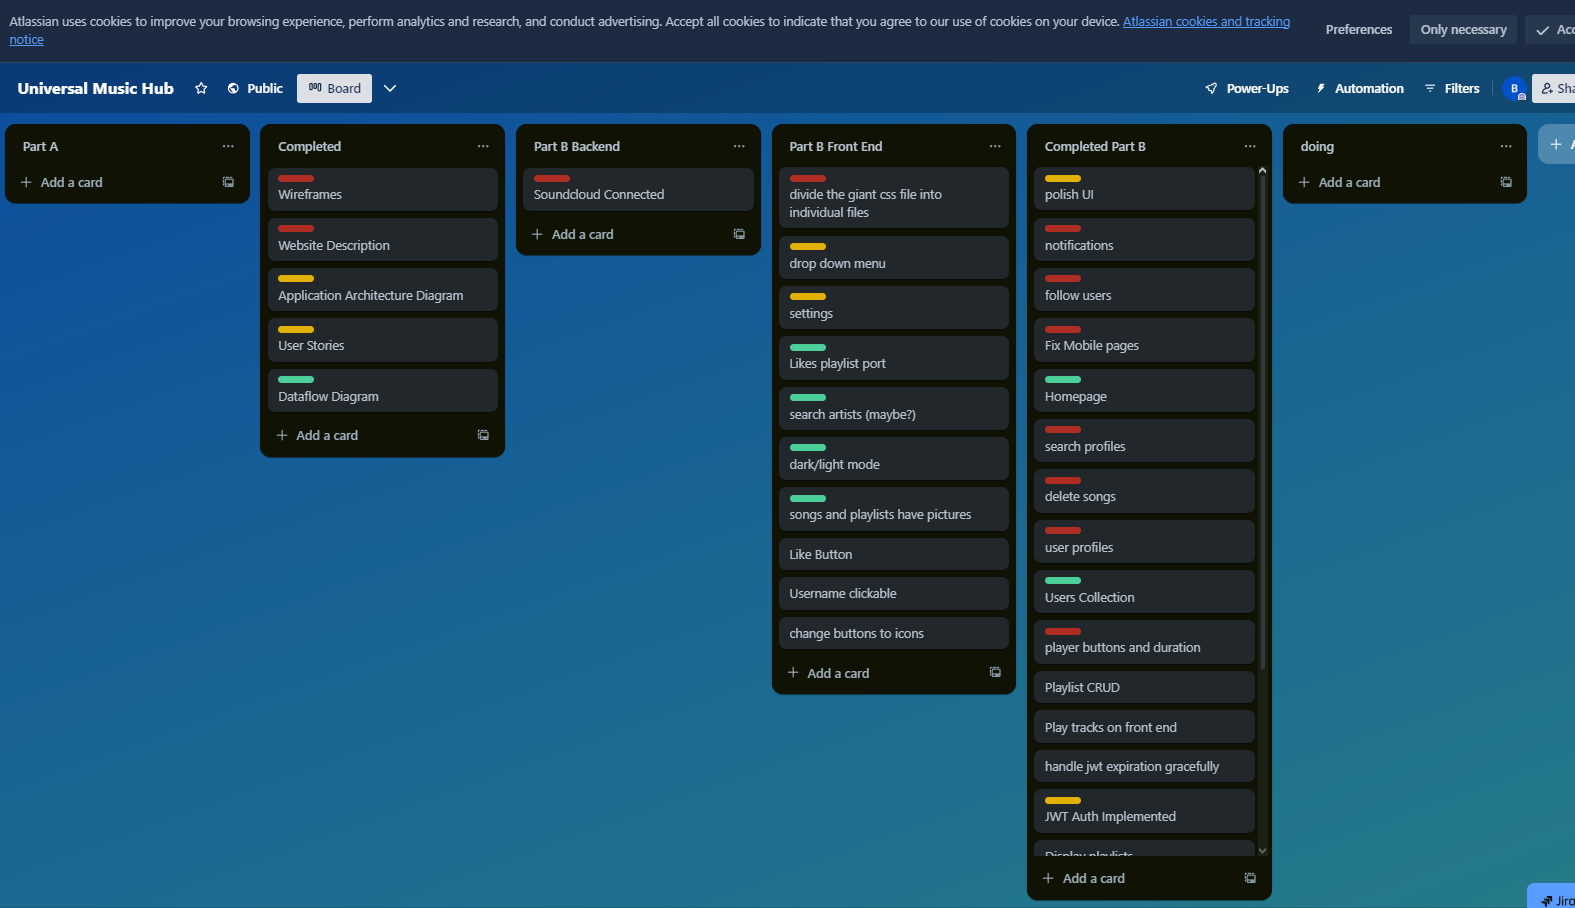 Atlassian uses cookies to improve your browsing experience, perform analytics and research, and conduct advertising. Accept all cookies to indicate that you agree to our use of cookies on your device. Atlassian cookies and tracking
notice
Preferences
Only necessary
Universal Music Hub
Public
Board
Power-Ups
Automation
Filters
B
Part A
Add a card
Completed
Wireframes
Website Description
Application Architecture Diagram
User Stories
Dataflow Diagram
Add a card
Part B Backend
Soundcloud Connected
Add a card
Part B Front End
divide the giant css file into
individual files
drop down menu
settings
Likes playlist port
search artists (maybe?)
dark/light mode
songs and playlists have pictures
Like Button
Username clickable
change buttons to icons
Add a card
Completed Part B
polish UI
notifications
follow users
Fix Mobile pages
Homepage
search profiles
delete songs
user profiles
Users Collection
player buttons and duration
Playlist CRUD
Play tracks on front end
handle jwt expiration gracefully
JWT Auth Implemented
Display playlists
Add a card
doing
Add a card